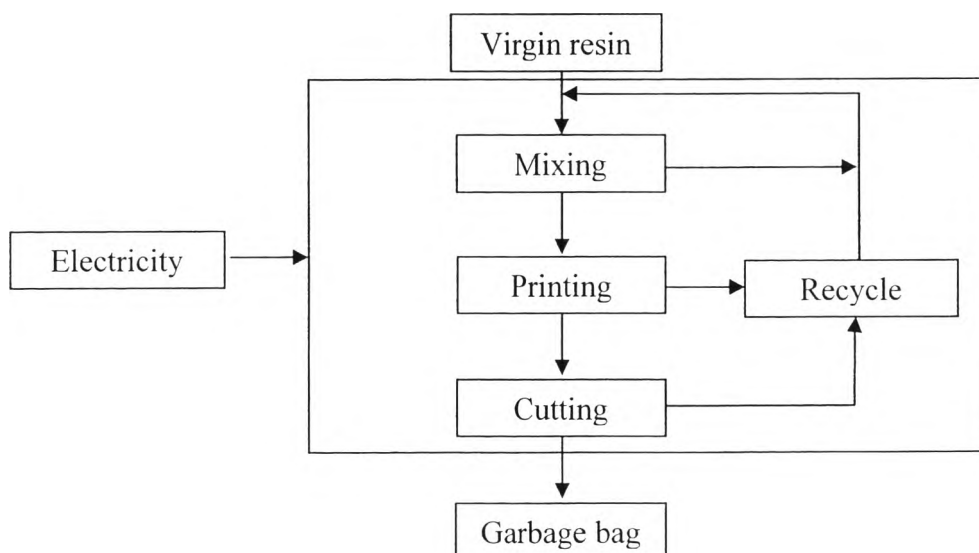 Virgin resin
Mixing
Electricity
Printing
Recycle
Cutting
Garbage bag